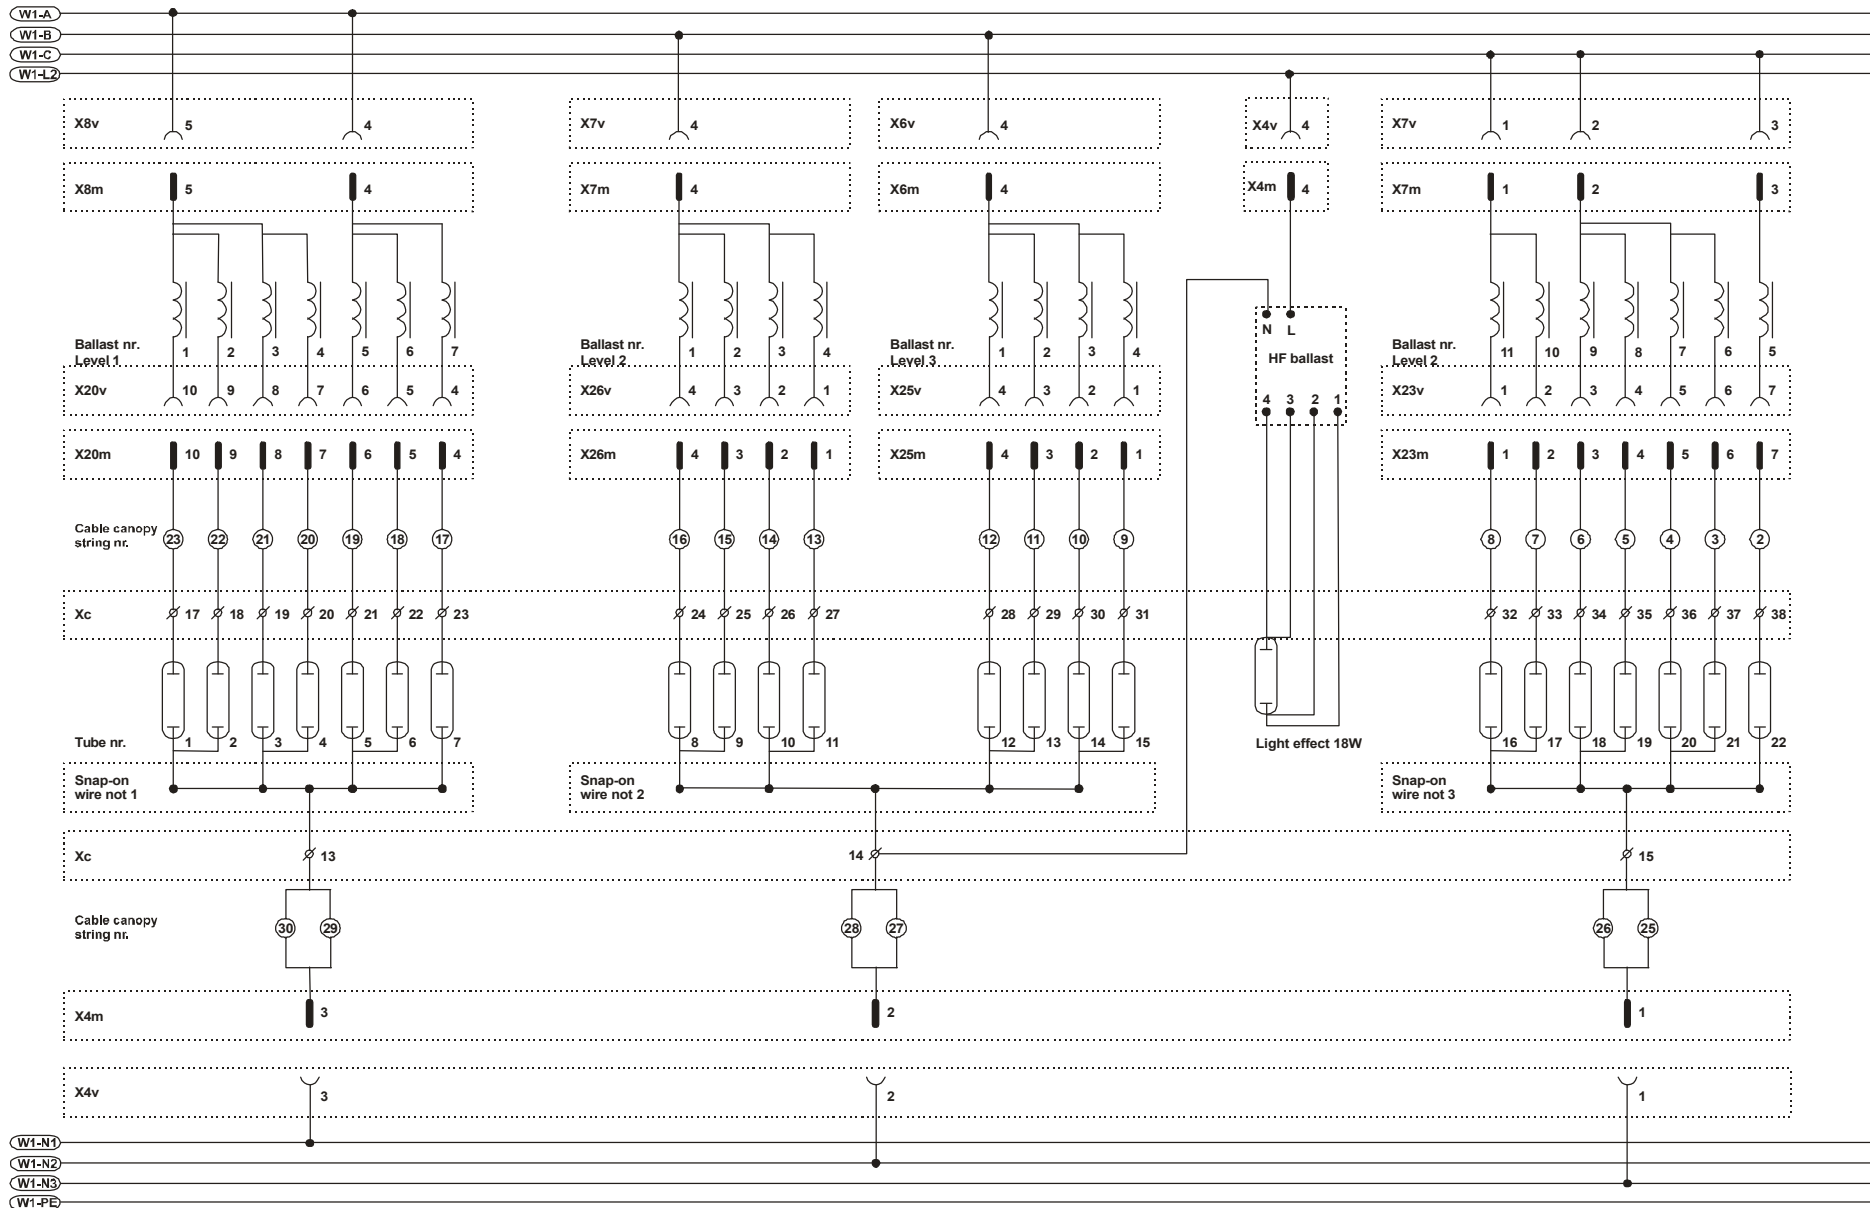 W1-A
W1-B
W1-C
W1-L2
X8v 5 4 X7v 4 X6v 4 X4v 4 X7v 1 2 3
X8m 5 4 X7m 4 X6m 4 X4m 4 X7m 1 2 3
N L
Ballast nr. Level 1 1 2 3 4 5 6 7
Ballast nr. Level 2 1 2 3 4
Ballast nr. Level 3 1 2 3 4
HF ballast
Ballast nr. Level 2 11 10 9 8 7 6 5
X20v 10 9 8 7 6 5 4 X26v 4 3 2 1 X25v 4 3 2 1 4 3 2 1 X23v 1 2 3 4 5 6 7
X20m 10 9 8 7 6 5 4 X26m 4 3 2 1 X25m 4 3 2 1 X23m 1 2 3 4 5 6 7
Cable canopy
string nr. 23 22 21 20 19 18 17 16 15 14 13 12 11 10 9 8 7 6 5 4 3 2
Xc 17 18 19 20 21 22 23 24 25 26 27 28 29 30 31 32 33 34 35 36 37 38
Tube nr. 1 2 3 4 5 6 7 8 9 10 11 12 13 14 15 Light effect 18W 16 17 18 19 20 21 22
Snap-on
wire not 1
Snap-on
wire not 2
Snap-on
wire not 3
Xc 13 14 15
Cable canopy
string nr. 30 29 28 27 26 25
X4m 3 2 1
X4v 3 2 1
W1-N1
W1-N2
W1-N3
W1-PE